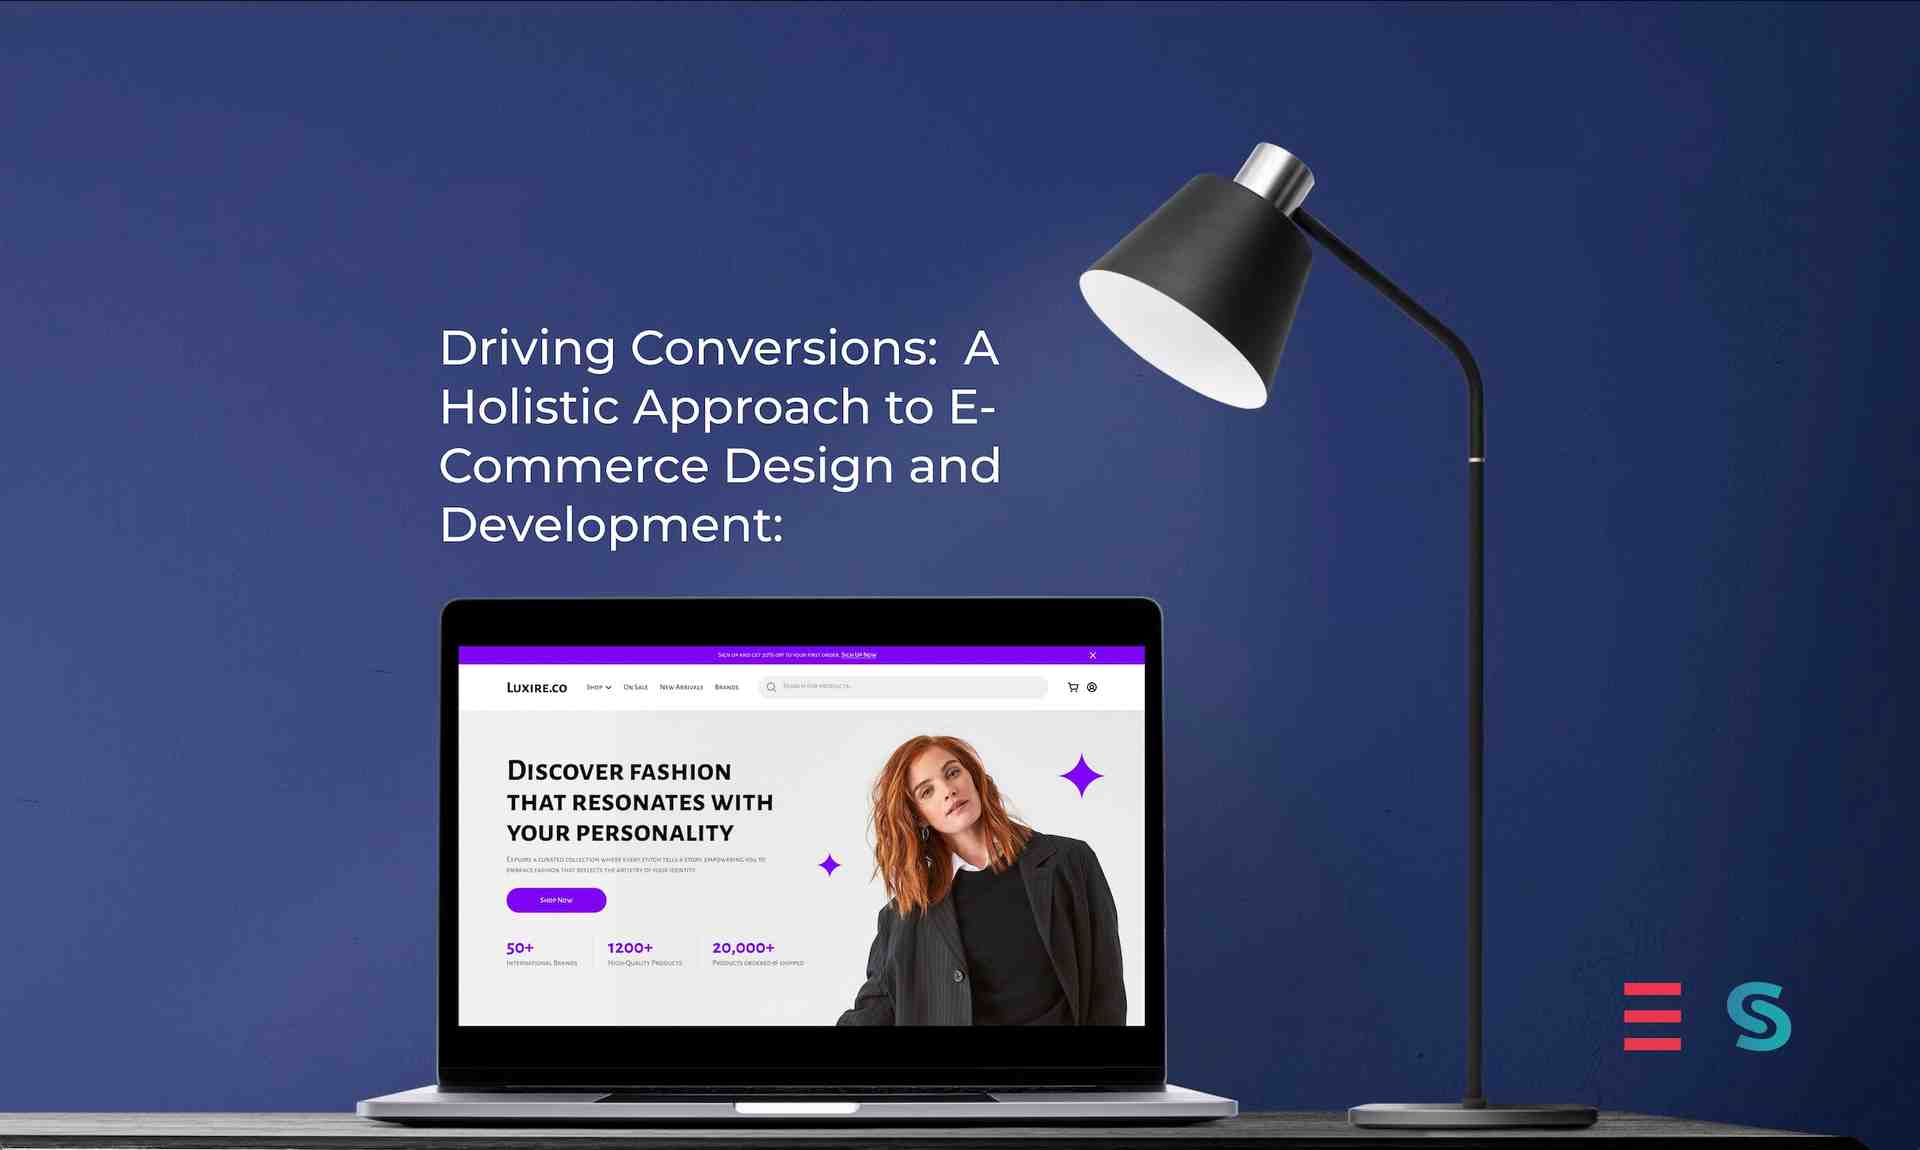 Driving Conversions:  A
Holistic Approach to E-
Commerce Design and
Development:
Sign up and get 20% off to your first order. Sign Up Now
Luxire.co
Shop
On Sale
New Arrivals
Brands
Search for products...
Discover fashion
that resonates with
your personality
Explore a curated collection where every stitch tells a story, empowering you to
embrace fashion that reflects the artistry of your identity.
Shop Now
50+
International Brands
1200+
High-Quality Products
20,000+
Products ordered & shipped
S